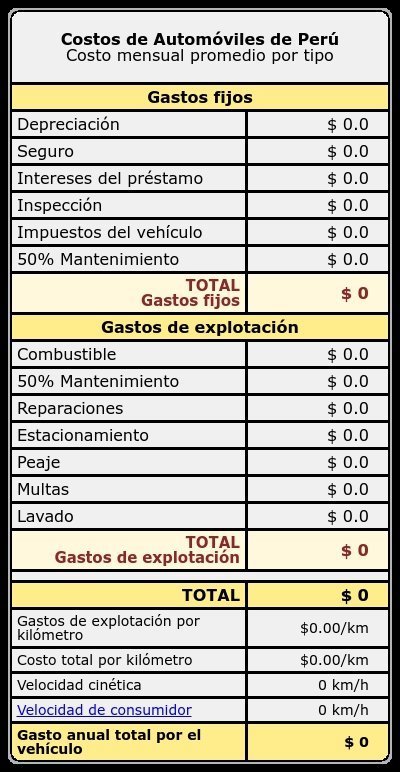 Costos de Automóviles de Perú
Costo mensual promedio por tipo
Gastos fijos
Depreciación $ 0.0
Seguro $ 0.0
Intereses del préstamo $ 0.0
Inspección $ 0.0
Impuestos del vehículo $ 0.0
50% Mantenimiento $ 0.0
TOTAL
Gastos fijos $ 0
Gastos de explotación
Combustible $ 0.0
50% Mantenimiento $ 0.0
Reparaciones $ 0.0
Estacionamiento $ 0.0
Peaje $ 0.0
Multas $ 0.0
Lavado $ 0.0
TOTAL
Gastos de explotación $ 0
TOTAL $ 0
Gastos de explotación por
kilómetro $0.00/km
Costo total por kilómetro $0.00/km
Velocidad cinética 0 km/h
Velocidad de consumidor 0 km/h
Gasto anual total por el
vehículo $ 0